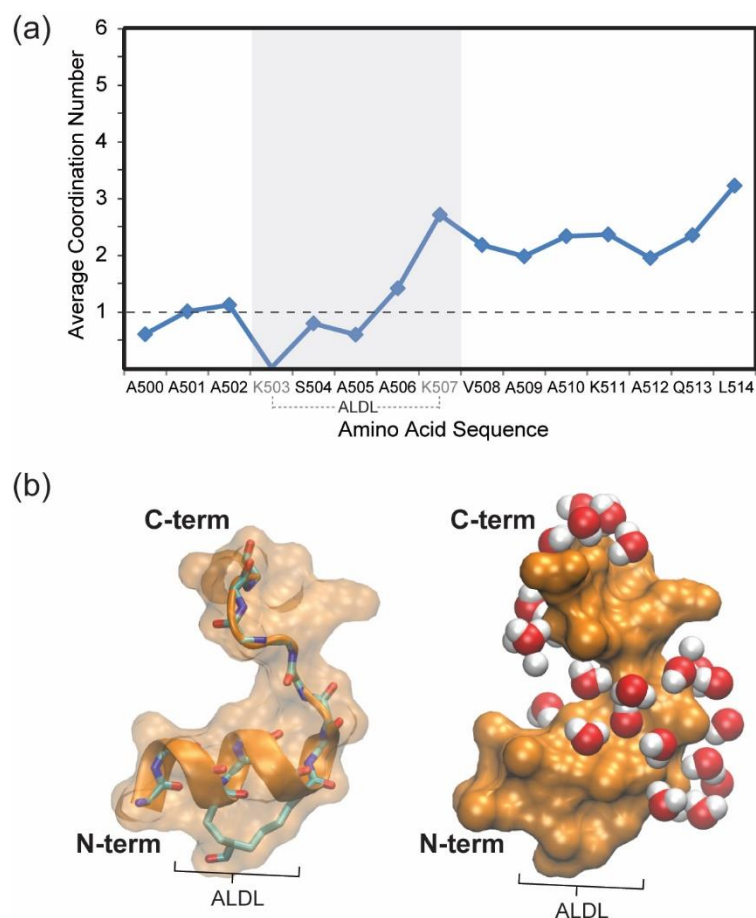 (a)
6
5
4
3
2
1
Average Coordination Number
A500 A501 A502 K503 S504 A505 A506 K507 V508 A509 A510 K511 A512 Q513 L514
ALDL
Amino Acid Sequence
(b)
C-term
N-term
ALDL
C-term
N-term
ALDL